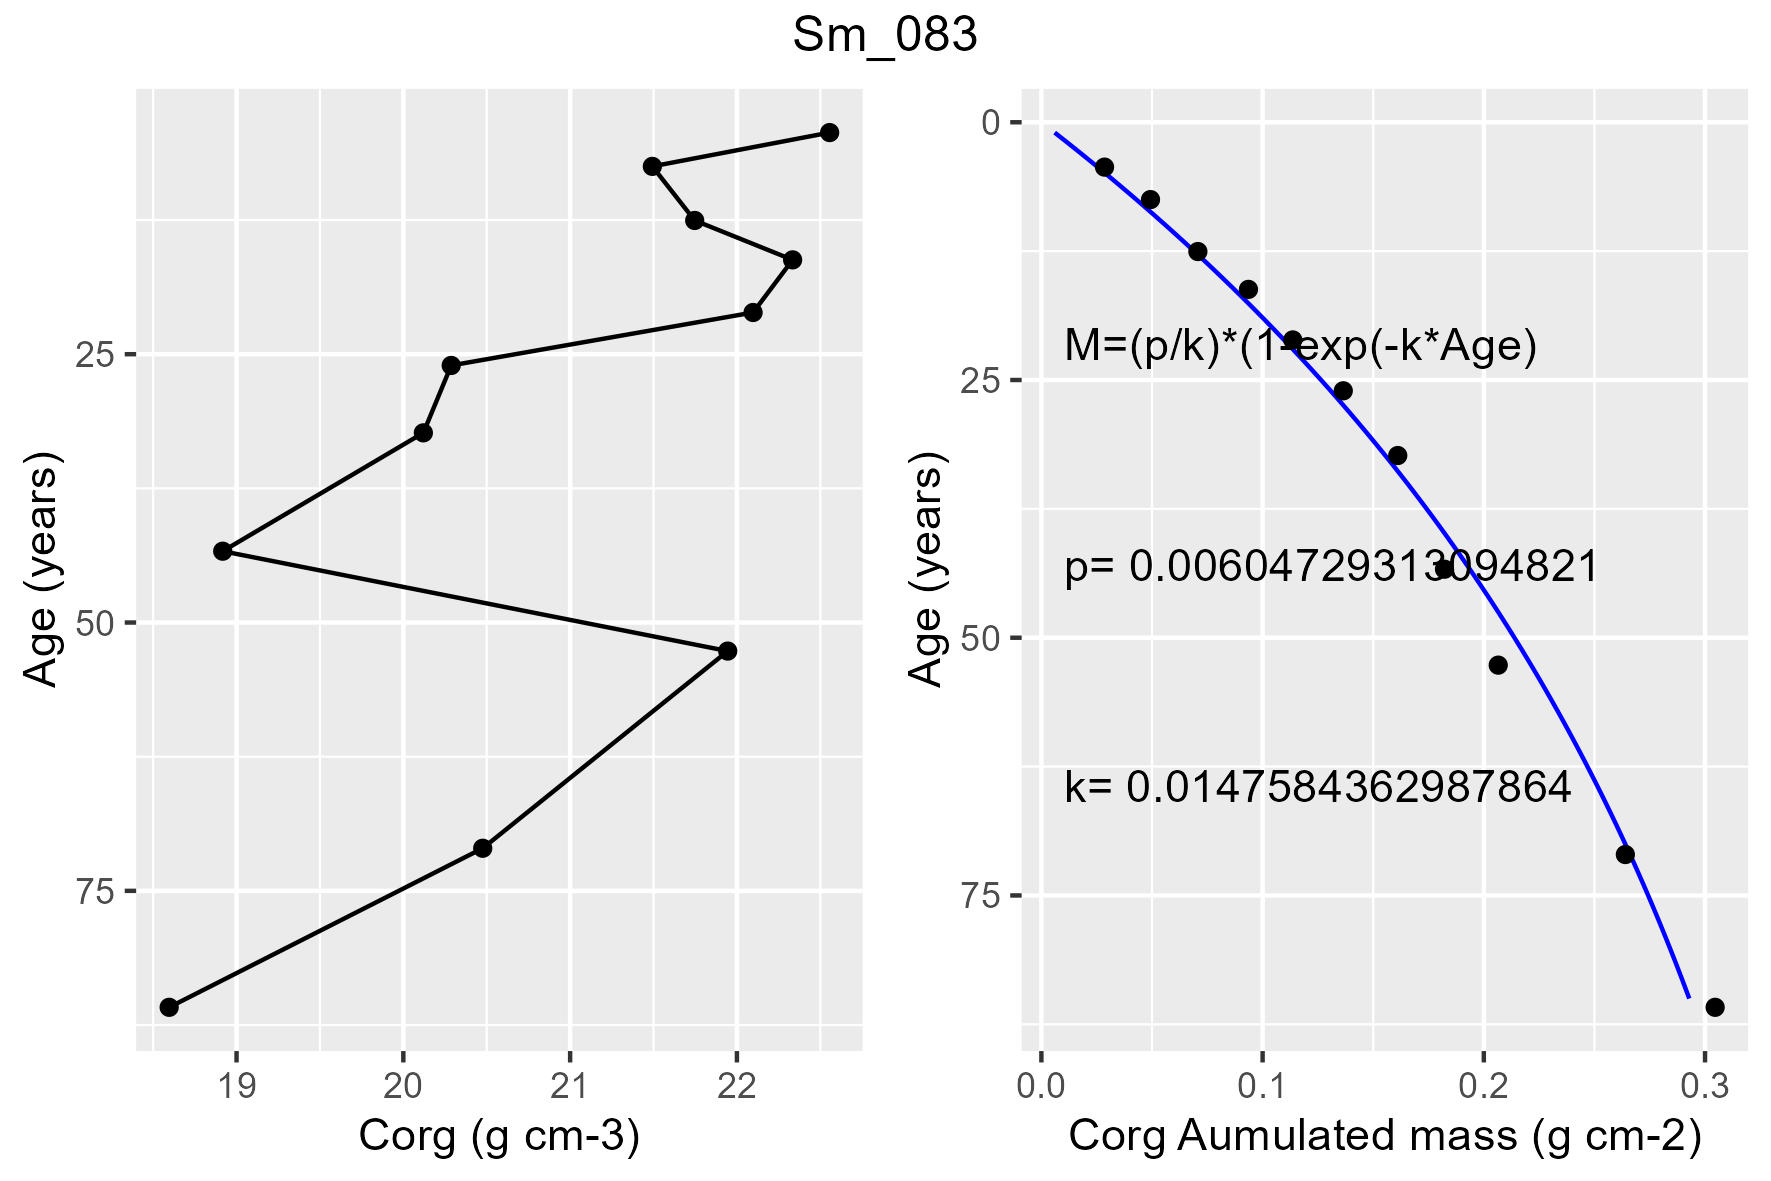 Sm_083
Age (years)
25
50
75
19
20
21
22
Corg (g cm-3)
Age (years)
0
25
50
75
M=(p/k)*(1-exp(-k*Age)
p= 0.00604729313094821
k= 0.0147584362987864
0.0
0.1
0.2
0.3
Corg Aumulated mass (g cm-2)